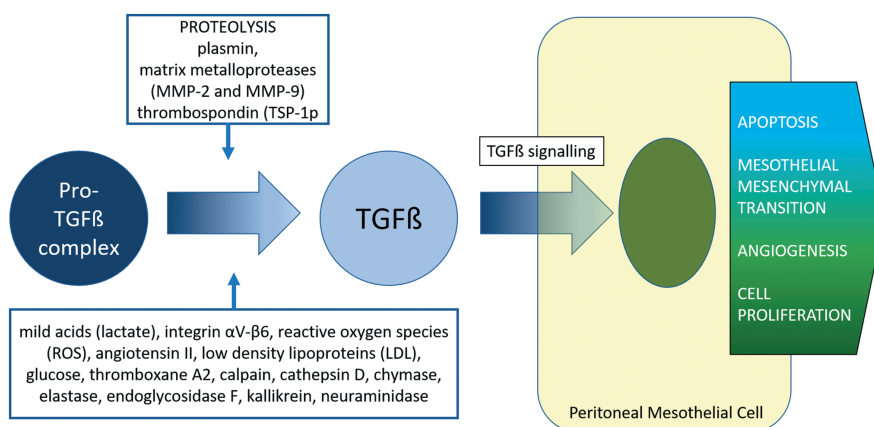 PROTEOLYSIS
plasmin,
matrix metalloproteases
(MMP-2 and MMP-9)
thrombospondin (TSP-1p
Pro-
TGFß
complex
TGFß
TGFß signalling
APOPTOSIS
MESOTHELIAL
MESENCHYMAL
TRANSITION
ANGIOGENESIS
CELL
PROLIFERATION
mild acids (lactate), integrin αV-β6, reactive oxygen species
(ROS), angiotensin II, low density lipoproteins (LDL),
glucose, thromboxane A2, calpain, cathepsin D, chymase,
elastase, endoglycosidase F, kallikrein, neuraminidase
Peritoneal Mesothelial Cell